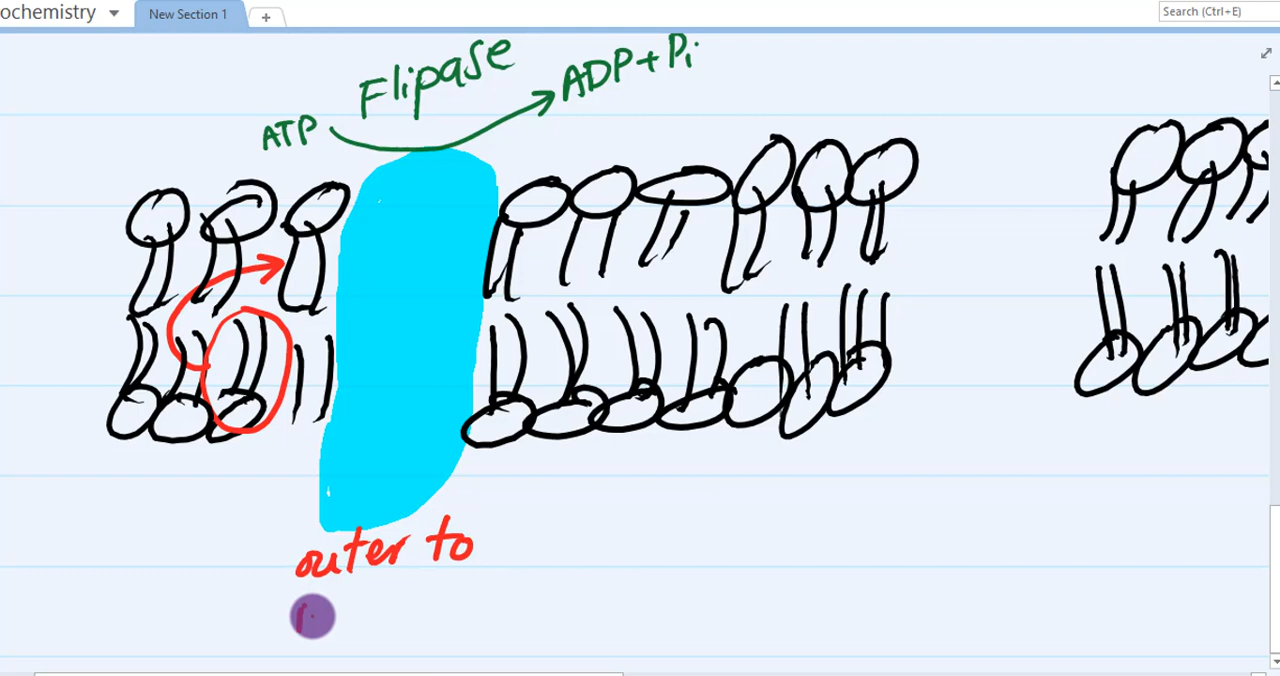 ochemistry
New Section 1
+
Search (Ctrl+E)
Flipase
ATP
ADP + Pi
outer to